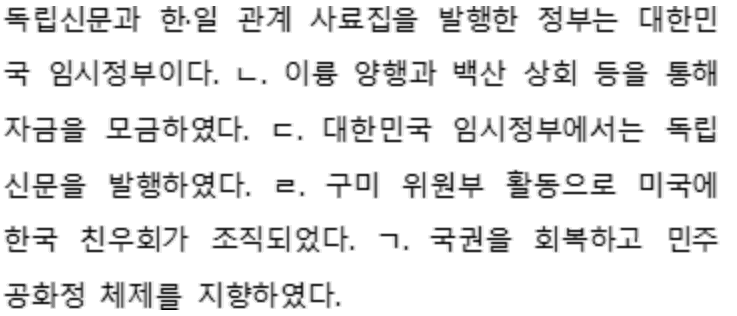 독립신문과 한·일 관계 사료집을 발행한 정부는 대한민
국 임시정부이다. ㄴ. 이륭 양행과 백산 상회 등을 통해
자금을 모금하였다. ㄷ. 대한민국 임시정부에서는 독립
신문을 발행하였다. ㄹ. 구미 위원부 활동으로 미국에
한국 친우회가 조직되었다. ㄱ. 국권을 회복하고 민주
공화정 체제를 지향하였다.